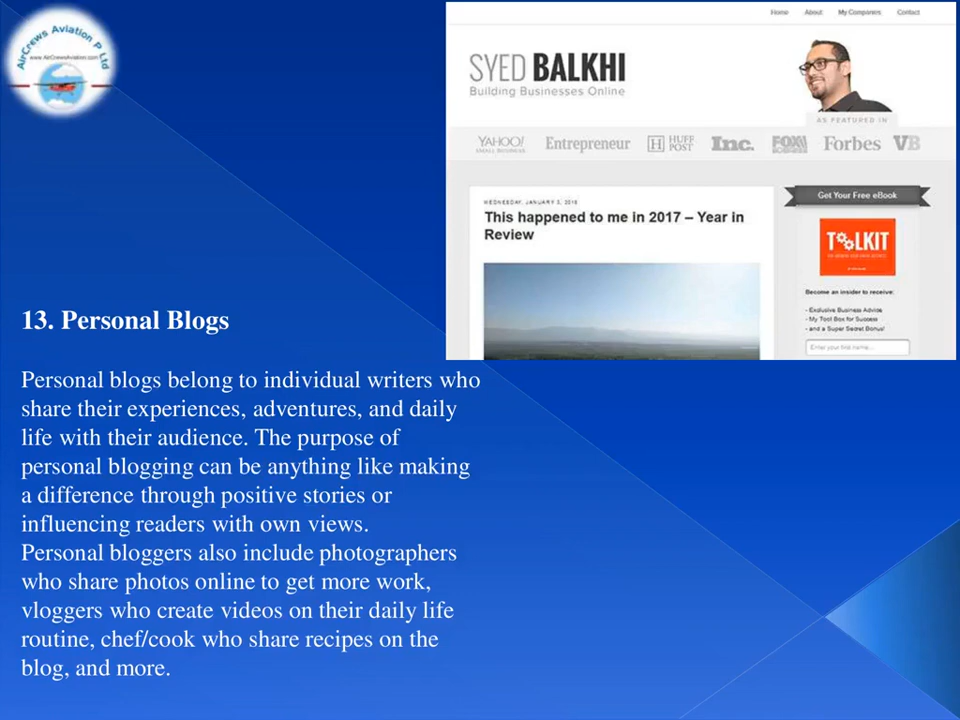 AirCrews Aviation P Ltd
www.AirCrewsAviation.com
Home About My Companies Contact
SYED BALKHI
Building Businesses Online
AS FEATURED IN
YAHOO! SMALL BUSINESS Entrepreneur HUFF POST Inc. FOX BUSINESS Forbes VB
WEDNESDAY, JANUARY 3, 2018
This happened to me in 2017 – Year in
Review
Get Your Free eBook
TOOLKIT
Become an insider to receive:
- Exclusive Business Advice
- My Tool Box for Success
- and a Super Secret Bonus!
Enter your first name...
13. Personal Blogs
Personal blogs belong to individual writers who
share their experiences, adventures, and daily
life with their audience. The purpose of
personal blogging can be anything like making
a difference through positive stories or
influencing readers with own views.
Personal bloggers also include photographers
who share photos online to get more work,
vloggers who create videos on their daily life
routine, chef/cook who share recipes on the
blog, and more.